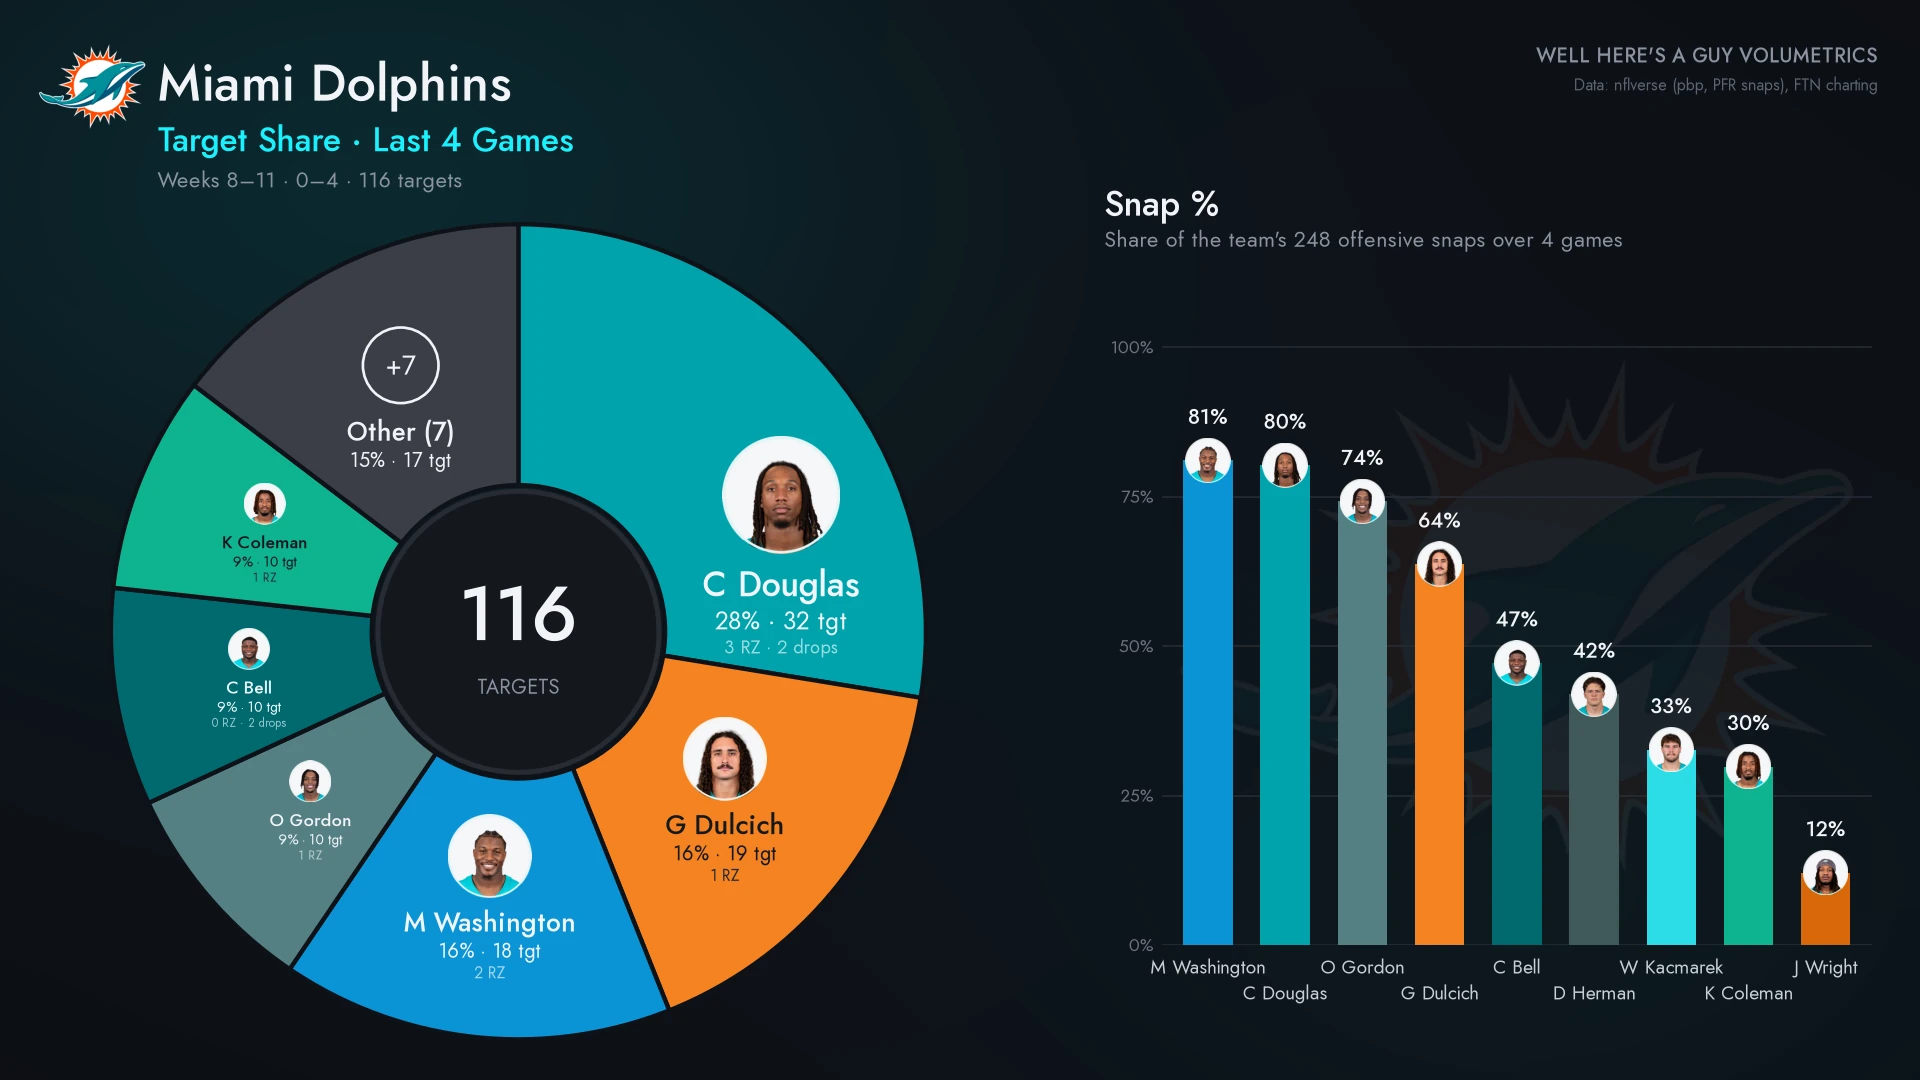 Miami Dolphins
Target Share · Last 4 Games
Weeks 8–11 · 0–4 · 116 targets
WELL HERE'S A GUY VOLUMETRICS
Data: nflverse (pbp, PFR snaps), FTN charting
+7
Other (7)
15% · 17 tgt
C Douglas
28% · 32 tgt
3 RZ · 2 drops
K Coleman
9% · 10 tgt
1 RZ
116
TARGETS
C Bell
9% · 10 tgt
0 RZ · 2 drops
G Dulcich
16% · 19 tgt
1 RZ
O Gordon
9% · 10 tgt
1 RZ
M Washington
16% · 18 tgt
2 RZ
Snap %
Share of the team's 248 offensive snaps over 4 games
100%
75%
50%
25%
0%
81%
80%
74%
64%
47%
42%
33%
30%
12%
M Washington
C Douglas
O Gordon
G Dulcich
C Bell
D Herman
W Kacmarek
K Coleman
J Wright